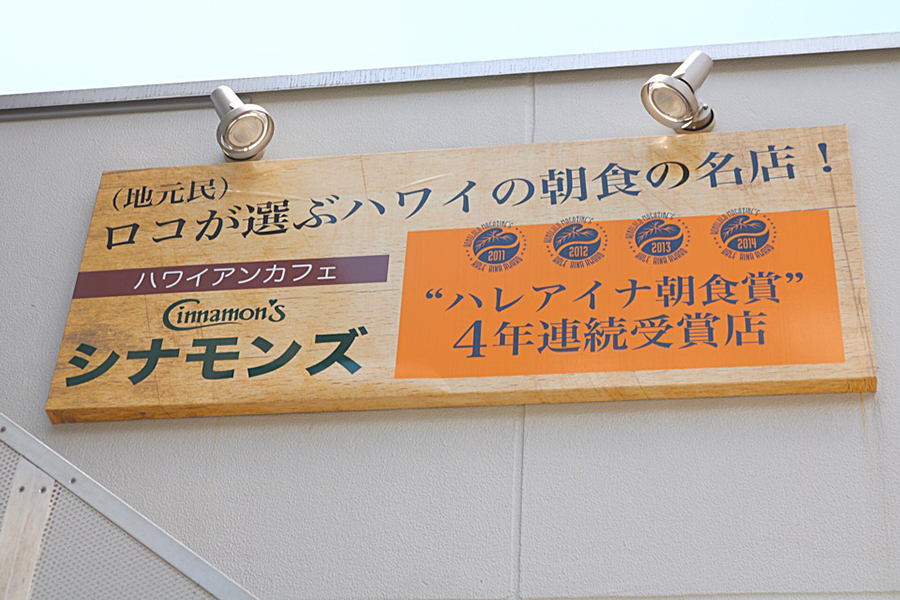 (地元民)
ロコが選ぶハワイの朝食の名店！
ハワイアンカフェ
Cinnamon's
シナモンズ
2011 2012 2013 2014
“ハレアイナ朝食賞”
4年連続受賞店